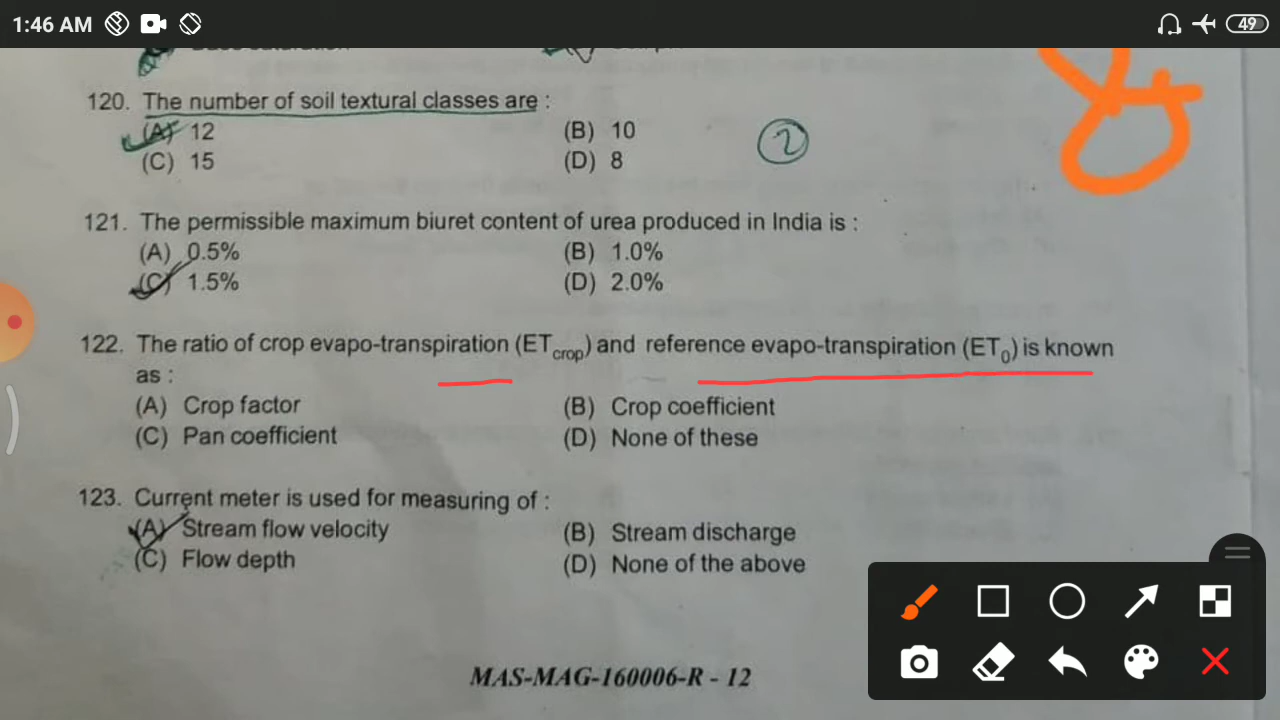 1:46 AM
49
120. The number of soil textural classes are :
(A) 12 (B) 10
(C) 15 (D) 8
2
121. The permissible maximum biuret content of urea produced in India is :
(A) 0.5% (B) 1.0%
(C) 1.5% (D) 2.0%
122. The ratio of crop evapo-transpiration (ETcrop) and reference evapo-transpiration (ET0) is known
as :
(A) Crop factor (B) Crop coefficient
(C) Pan coefficient (D) None of these
123. Current meter is used for measuring of :
(A) Stream flow velocity (B) Stream discharge
(C) Flow depth (D) None of the above
MAS-MAG-160006-R - 12